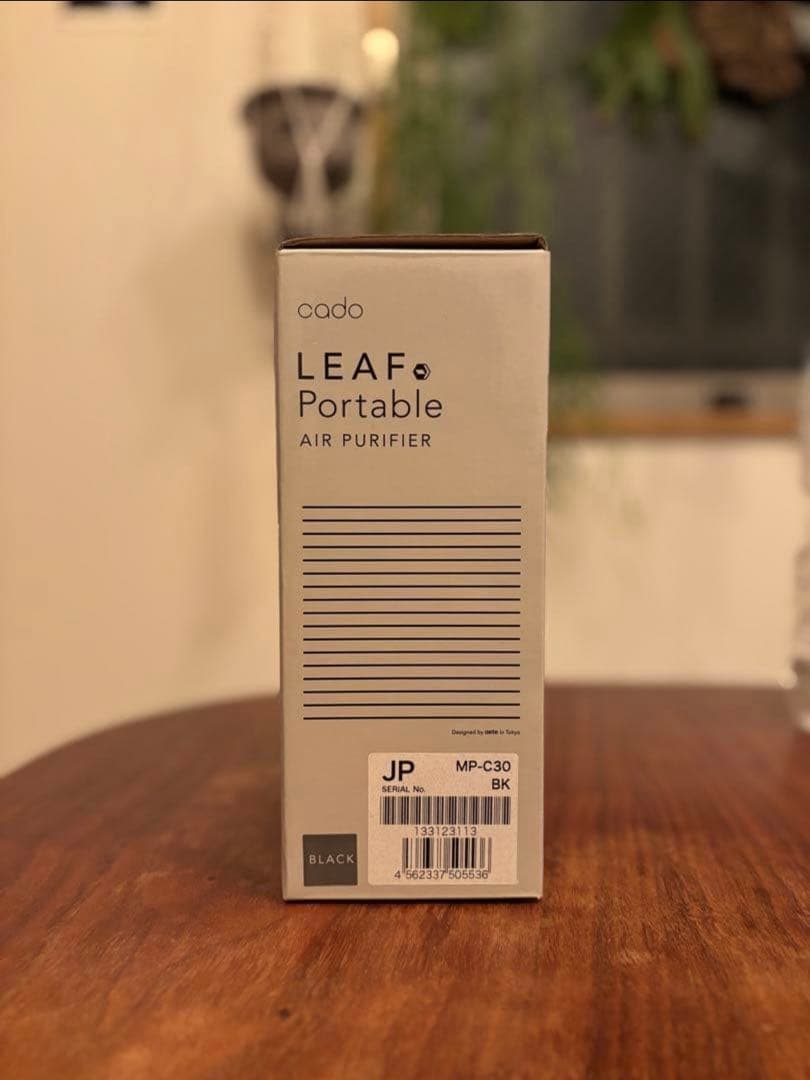 cado
LEAF
Portable
AIR PURIFIER
Designed by cado in Tokyo
JP MP-C30
SERIAL No. BK
133123113
4 562337 505536
BLACK